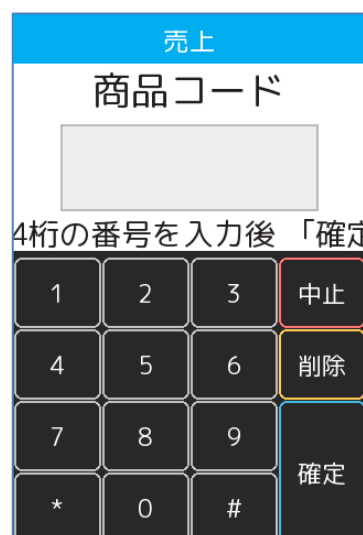 売上
商品コード
4桁の番号を入力後 「確定
1 2 3 中止
4 5 6 削除
7 8 9
確定
* 0 #